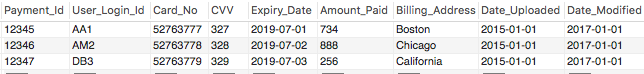 Payment_Id User_Login_Id Card_No CVV Expiry_Date Amount_Paid Billing_Address Date_Uploaded Date_Modified
12345 AA1 52763777 327 2019-07-01 734 Boston 2015-01-01 2017-01-01
12346 AM2 52763778 328 2019-07-02 888 Chicago 2015-01-01 2017-01-01
12347 DB3 52763779 329 2019-07-03 256 California 2015-01-01 2017-01-01